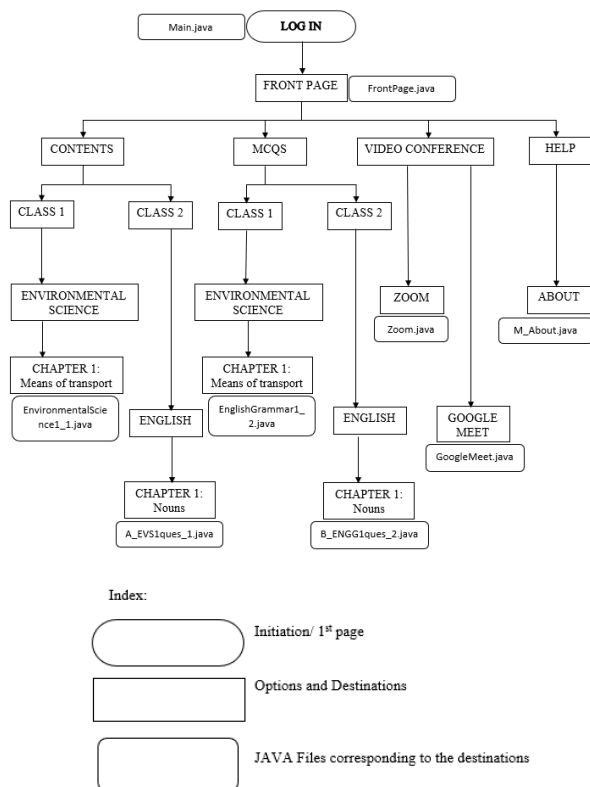 Main.java
LOG IN
FRONT PAGE
FrontPage.java
CONTENTS
MCQS
VIDEO CONFERENCE
HELP
CLASS 1
CLASS 2
CLASS 1
CLASS 2
ENVIRONMENTAL
SCIENCE
ENVIRONMENTAL
SCIENCE
ZOOM
ABOUT
Zoom.java
M_About.java
CHAPTER 1:
Means of transport
CHAPTER 1:
Means of transport
EnvironmentalScie
nce1_1.java
EnglishGrammar1_
2.java
ENGLISH
ENGLISH
GOOGLE
MEET
GoogleMeet.java
CHAPTER 1:
Nouns
CHAPTER 1:
Nouns
A_EVS1ques_1.java
B_ENGG1ques_2.java
Index:
Initiation/ 1st page
Options and Destinations
JAVA Files corresponding to the destinations